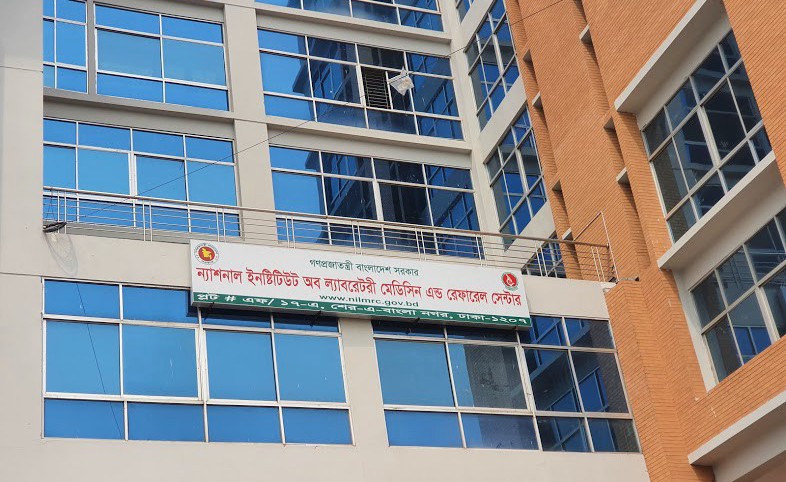 গণপ্রজাতন্ত্রী বাংলাদেশ সরকার
ন্যাশনাল ইনষ্টিটিউট অব ল্যাবরেটরী মেডিসিন এন্ড রেফারেল সেন্টার
www.nilmrc.gov.bd
প্লট # এফ/ ১৭-এ, শের-এ-বাংলা নগর, ঢাকা-১২০৭